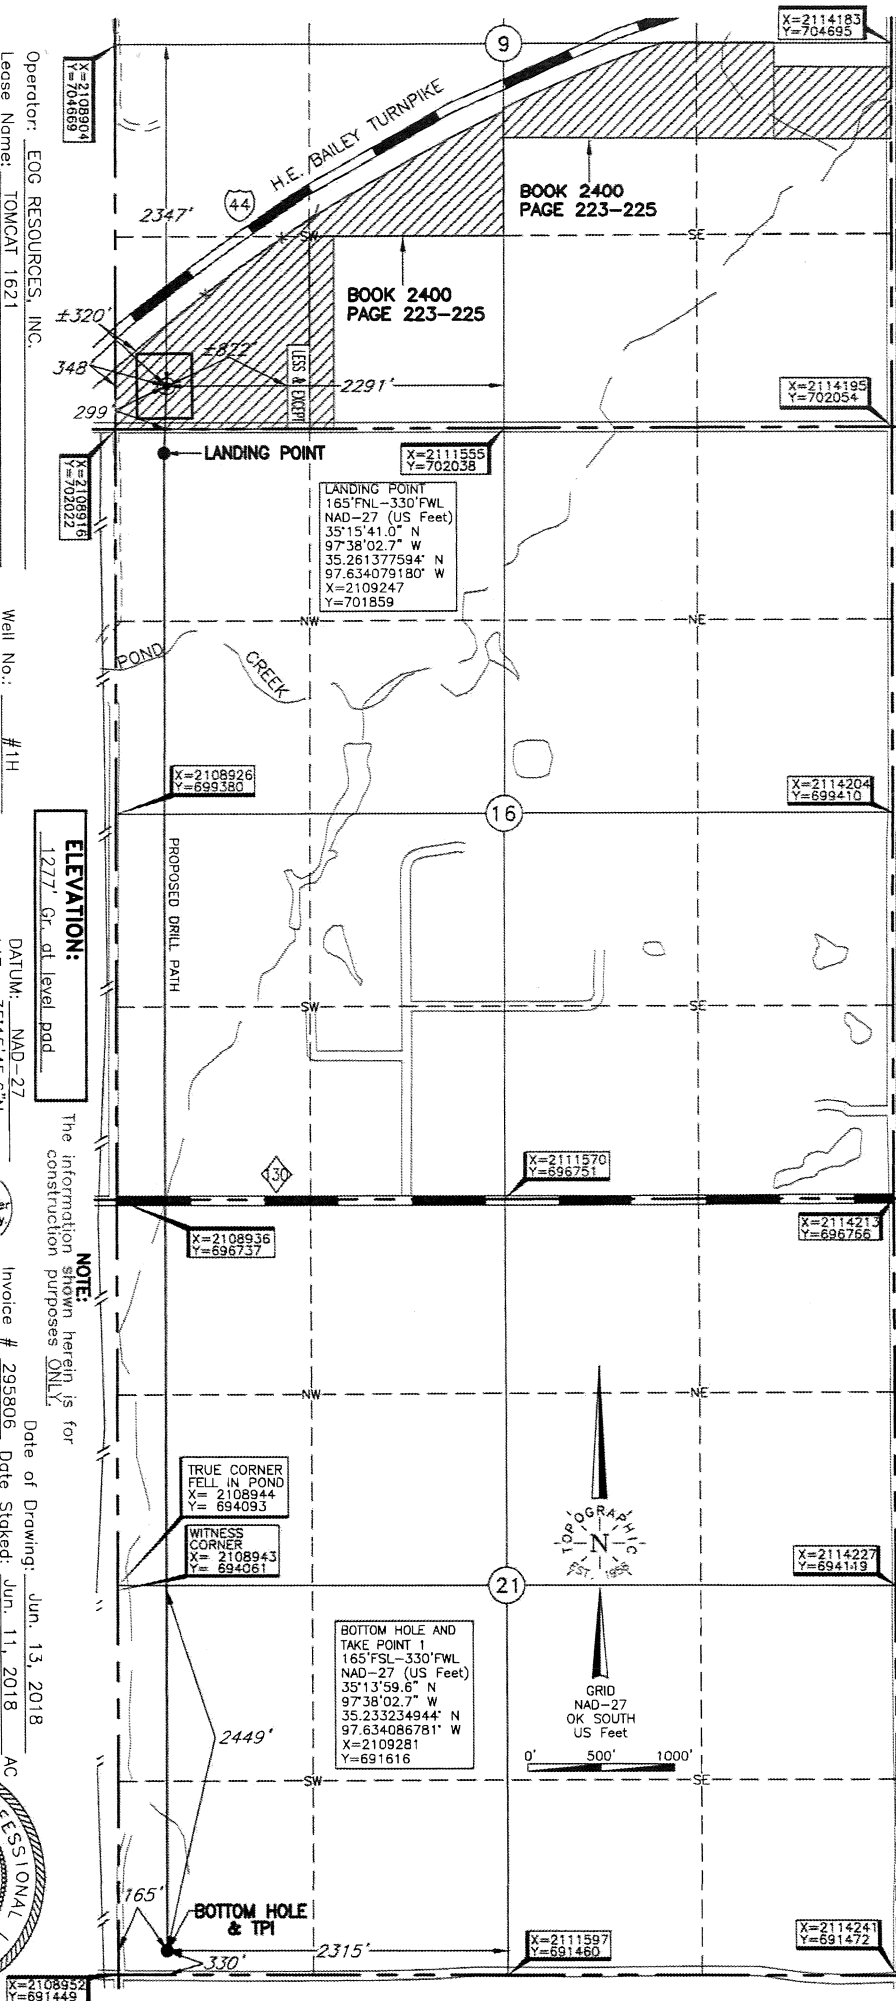 X=2114183
Y=704695
9
X=2108904
Y=704669
H.E. BAILEY TURNPIKE
44
2347'
BOOK 2400
PAGE 223-225
SW
SE
BOOK 2400
PAGE 223-225
±320'
±822'
LESS & EXCEPT
348'
2291'
299'
X=2114195
Y=702054
LANDING POINT
X=2111555
Y=702038
X=2108916
Y=702022
LANDING POINT
165'FNL-330'FWL
NAD-27 (US Feet)
35°15'41.0" N
97°38'02.7" W
35.261377594° N
97.634079180° W
X=2109247
Y=701859
NW
NE
POND
CREEK
X=2108926
Y=699380
X=2114204
Y=699410
16
PROPOSED DRILL PATH
SW
SE
130
X=2111570
Y=696751
X=2108936
Y=696737
X=2114213
Y=696766
NW
NE
TRUE CORNER
FELL IN POND
X= 2108944
Y= 694093
WITNESS
CORNER
X= 2108943
Y= 694061
TOPOGRAPHIC
N
EST. 1956
X=2114227
Y=694119
21
BOTTOM HOLE AND
TAKE POINT 1
165'FSL-330'FWL
NAD-27 (US Feet)
35°13'59.6" N
97°38'02.7" W
35.233234944° N
97.634086781° W
X=2109281
Y=691616
GRID
NAD-27
OK SOUTH
US Feet
0' 500' 1000'
2449'
SW
SE
165'
BOTTOM HOLE
& TP1
330'
2315'
X=2111597
Y=691460
X=2114241
Y=691472
X=2108952
Y=691449
Operator: EOG RESOURCES, INC.
Lease Name: TOMCAT 1621
Well No.: #1H
ELEVATION:
1277' Gr. at level pad
DATUM: NAD-27
NOTE:
The information shown herein is for
construction purposes ONLY.
Date of Drawing: Jun. 13, 2018
Invoice # 295806 Date Staked: Jun. 11, 2018 AC